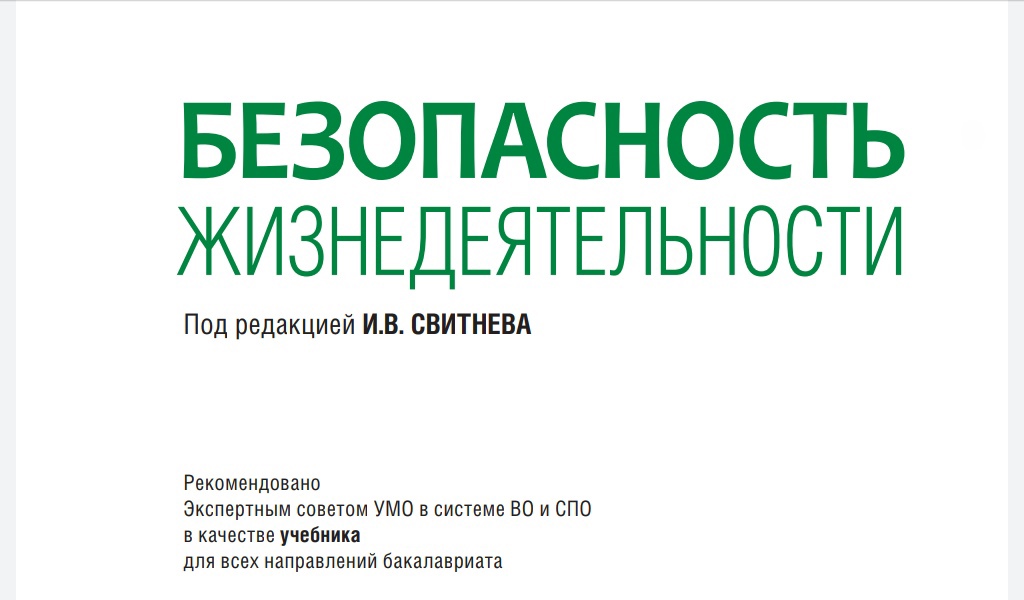 БЕЗОПАСНОСТЬ
ЖИЗНЕДЕЯТЕЛЬНОСТИ
Под редакцией И.В. СВИТНЕВА
Рекомендовано
Экспертным советом УМО в системе ВО и СПО
в качестве учебника
для всех направлений бакалавриата